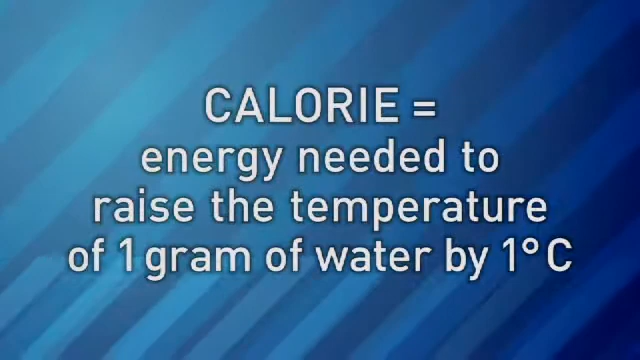 CALORIE =
energy needed to
raise the temperature
of 1 gram of water by 1° C